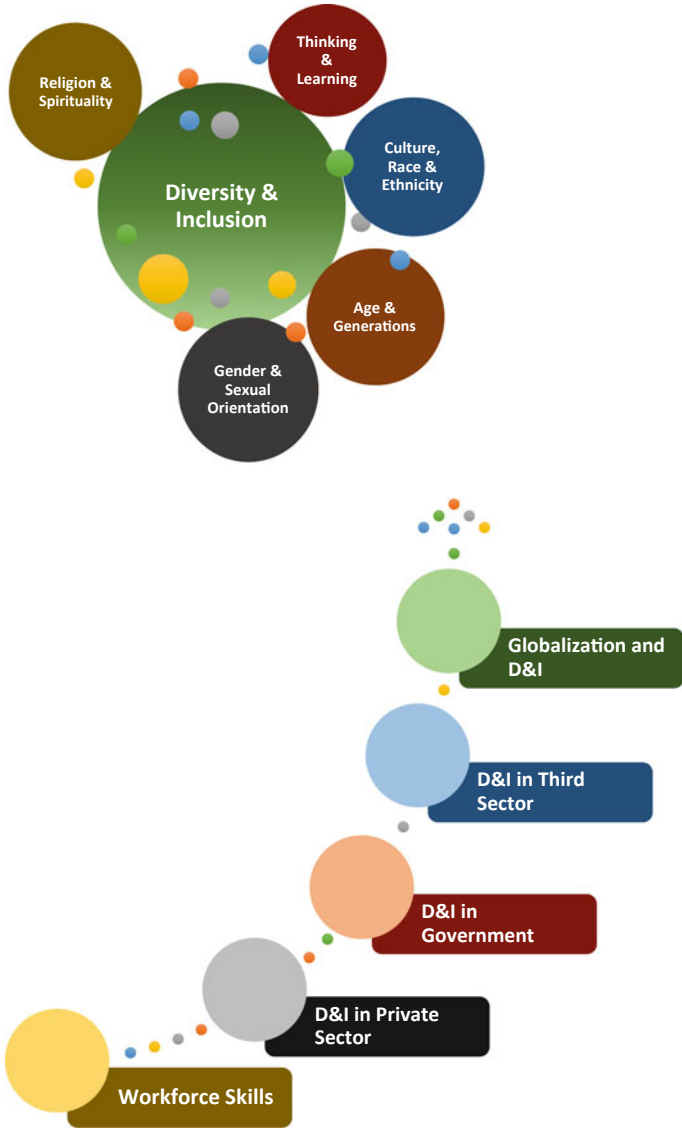 Thinking
&
Learning
Religion &
Spirituality
Culture,
Race &
Ethnicity
Diversity &
Inclusion
Age &
Generations
Gender &
Sexual
Orientation
Globalization and
D&I
D&I in Third
Sector
D&I in
Government
D&I in Private
Sector
Workforce Skills